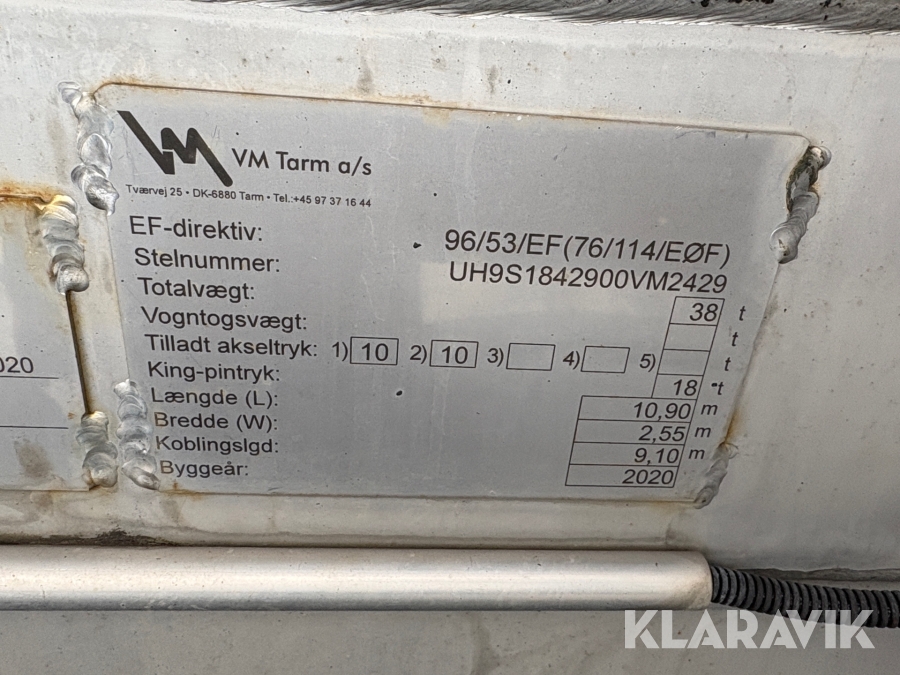 VM Tarm a/s
Tværvej 25 • DK-6880 Tarm • Tel.:+45 97 37 16 44
EF-direktiv: 96/53/EF(76/114/EØF)
Stelnummer: UH9S1842900VM2429
Totalvægt: 38 t
Vogntogsvægt: t
Tilladt akseltryk: 1) 10 2) 10 3) 4) 5) t
King-pintryk: 18 t
Længde (L): 10,90 m
Bredde (W): 2,55 m
Koblingslgd: 9,10 m
Byggeår: 2020
020
KLARAVIK